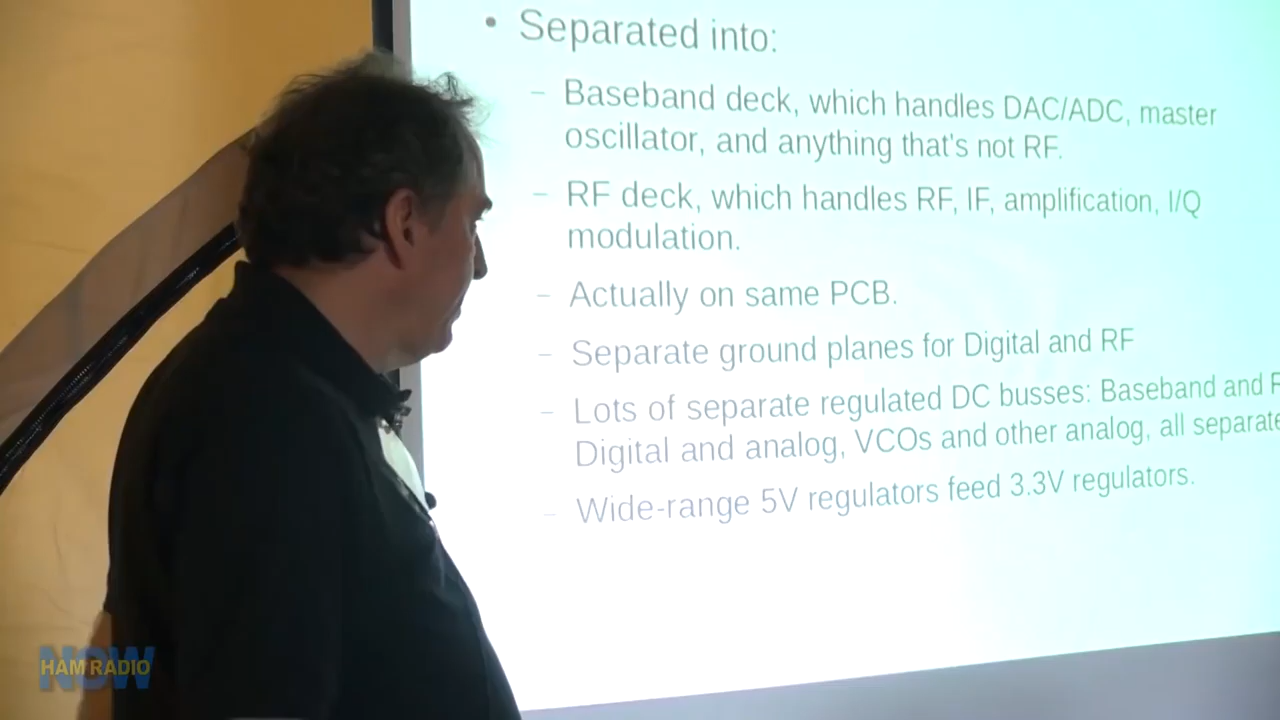 • Separated into:
– Baseband deck, which handles DAC/ADC, master
oscillator, and anything that's not RF.
– RF deck, which handles RF, IF, amplification, I/Q
modulation.
– Actually on same PCB.
– Separate ground planes for Digital and RF
– Lots of separate regulated DC busses: Baseband and
Digital and analog, VCOs and other analog, all separate
– Wide-range 5V regulators feed 3.3V regulators.
HAM RADIO
NOW